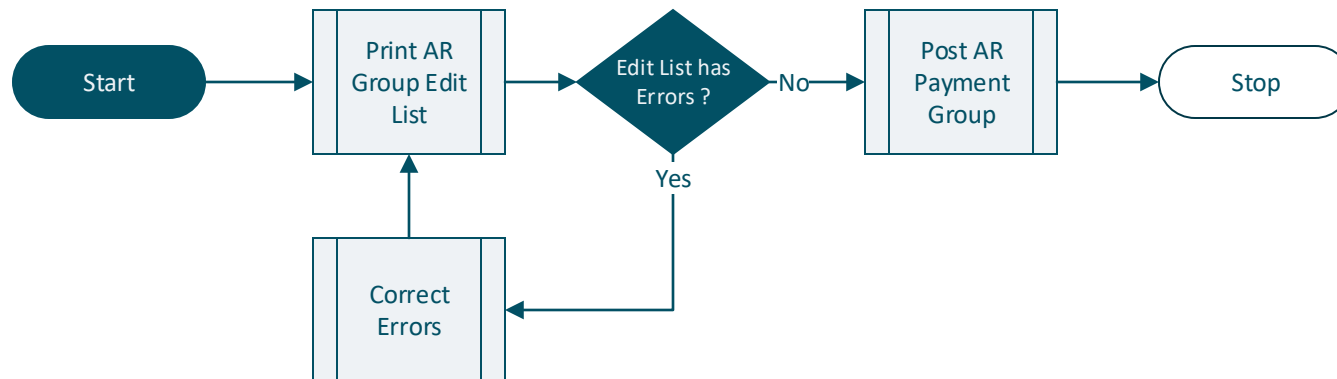 Start
Print AR
Group Edit
List
Edit List has
Errors ?
No
Post AR
Payment
Group
Stop
Yes
Correct
Errors